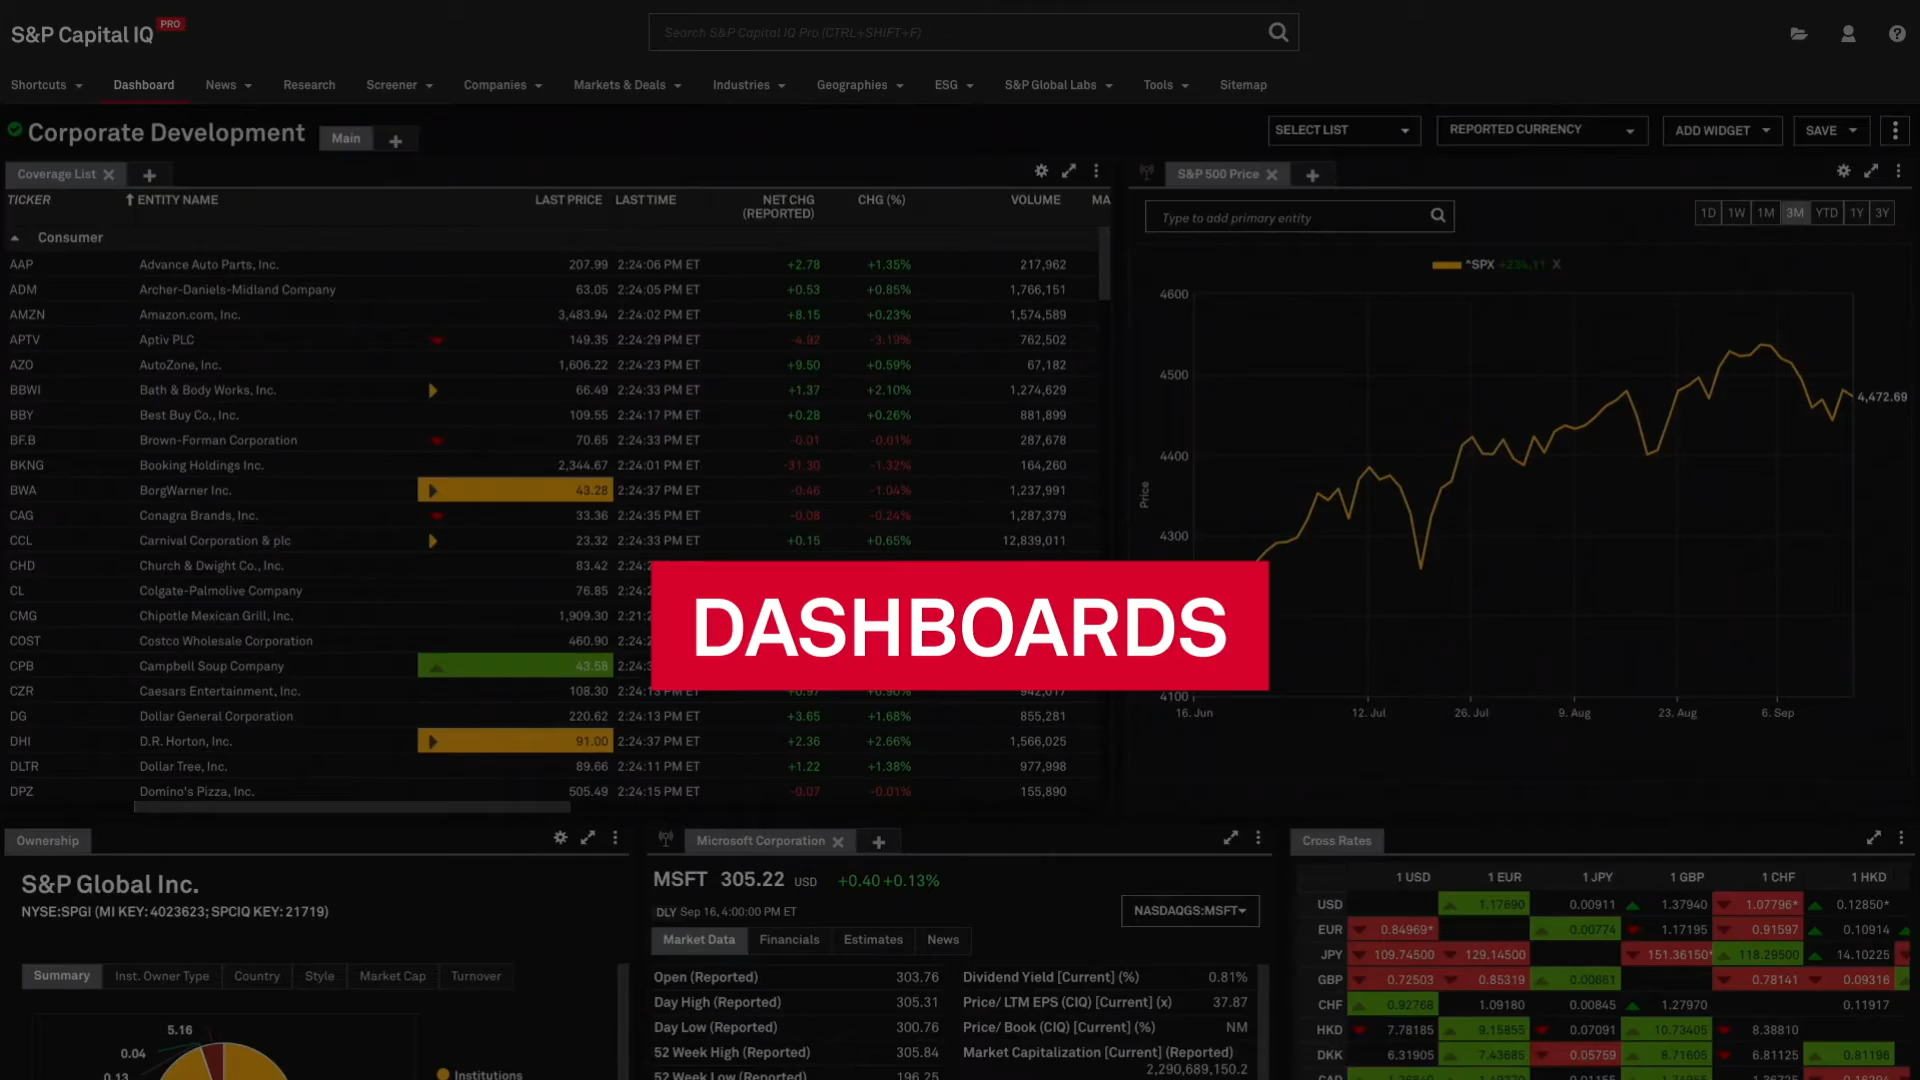 S&P Capital IQ PRO
Search S&P Capital IQ Pro (CTRL+SHIFT+F)
Shortcuts Dashboard News Research Screener Companies Markets & Deals Industries Geographies ESG S&P Global Labs Tools Sitemap
Corporate Development Main
SELECT LIST REPORTED CURRENCY ADD WIDGET SAVE
Coverage List
TICKER ENTITY NAME LAST PRICE LAST TIME NET CHG (REPORTED) CHG (%) VOLUME MA
Consumer
AAP Advance Auto Parts, Inc. 207.99 2:24:06 PM ET +2.78 +1.35% 217,962
ADM Archer-Daniels-Midland Company 63.05 2:24:05 PM ET +0.53 +0.85% 1,766,151
AMZN Amazon.com, Inc. 3,483.94 2:24:02 PM ET +8.15 +0.23% 1,574,589
APTV Aptiv PLC 149.35 2:24:29 PM ET -4.92 -3.19% 762,502
AZO AutoZone, Inc. 1,606.22 2:24:23 PM ET +9.50 +0.59% 67,182
BBWI Bath & Body Works, Inc. 66.49 2:24:33 PM ET +1.37 +2.10% 1,274,629
BBY Best Buy Co., Inc. 109.55 2:24:17 PM ET +0.28 +0.26% 881,899
BF.B Brown-Forman Corporation 70.65 2:24:33 PM ET -0.01 -0.01% 287,678
BKNG Booking Holdings Inc. 2,344.67 2:24:01 PM ET -31.30 -1.32% 164,260
BWA BorgWarner Inc. 43.28 2:24:37 PM ET -0.46 -1.04% 1,237,991
CAG Conagra Brands, Inc. 33.36 2:24:35 PM ET -0.08 -0.24% 1,287,379
CCL Carnival Corporation & plc 23.32 2:24:33 PM ET +0.15 +0.65% 12,839,011
CHD Church & Dwight Co., Inc. 83.42 2:24:
CL Colgate-Palmolive Company 76.85 2:24:
CMG Chipotle Mexican Grill, Inc. 1,909.30 2:21:
COST Costco Wholesale Corporation 460.90 2:24:
CPB Campbell Soup Company 43.58 2:24:
CZR Caesars Entertainment, Inc. 108.30
DG Dollar General Corporation 220.62 2:24:13 PM ET +3.65 +1.68% 855,281
DHI D.R. Horton, Inc. 91.00 2:24:37 PM ET +2.36 +2.66% 1,566,025
DLTR Dollar Tree, Inc. 89.66 2:24:11 PM ET +1.22 +1.38% 977,998
DPZ Domino's Pizza, Inc. 505.49 2:24:15 PM ET -0.07 -0.01% 155,890
S&P 500 Price
Type to add primary entity
1D 1W 1M 3M YTD 1Y 3Y
^SPX +234.11 X
4600
4500
4,472.69
4400
Price
4300
4100
16. Jun 12. Jul 26. Jul 9. Aug 23. Aug 6. Sep
DASHBOARDS
Ownership
S&P Global Inc.
NYSE:SPGI (MI KEY: 4023623; SPCIQ KEY: 21719)
Summary Inst. Owner Type Country Style Market Cap Turnover
5.16
0.04
0.13
Institutions
Microsoft Corporation
MSFT 305.22 USD +0.40 +0.13%
DLY Sep 16, 4:00:00 PM ET
NASDAQGS:MSFT
Market Data Financials Estimates News
Open (Reported) 303.76 Dividend Yield [Current] (%) 0.81%
Day High (Reported) 305.31 Price/ LTM EPS (CIQ) [Current] (x) 37.87
Day Low (Reported) 300.76 Price/ Book (CIQ) [Current] (%) NM
52 Week High (Reported) 305.84 Market Capitalization [Current] (Reported)
52 Week Low (Reported) 196.25 2,290,689,150.2
Cross Rates
1 USD 1 EUR 1 JPY 1 GBP 1 CHF 1 HKD
USD 1.17690 0.00911 1.37940 1.07796* 0.12850*
EUR 0.84969* 0.00774 1.17195 0.91597 0.10914
JPY 109.74500 129.14500 151.36150* 118.29500 14.10225
GBP 0.72503 0.85319 0.00661 0.78141 0.09316
CHF 0.92768 1.09180 0.00845 1.27970 0.11917
HKD 7.78185 9.15855 0.07091 10.73405 8.38810
DKK 6.31905 7.43685 0.05759 8.71605 6.81125 0.81196